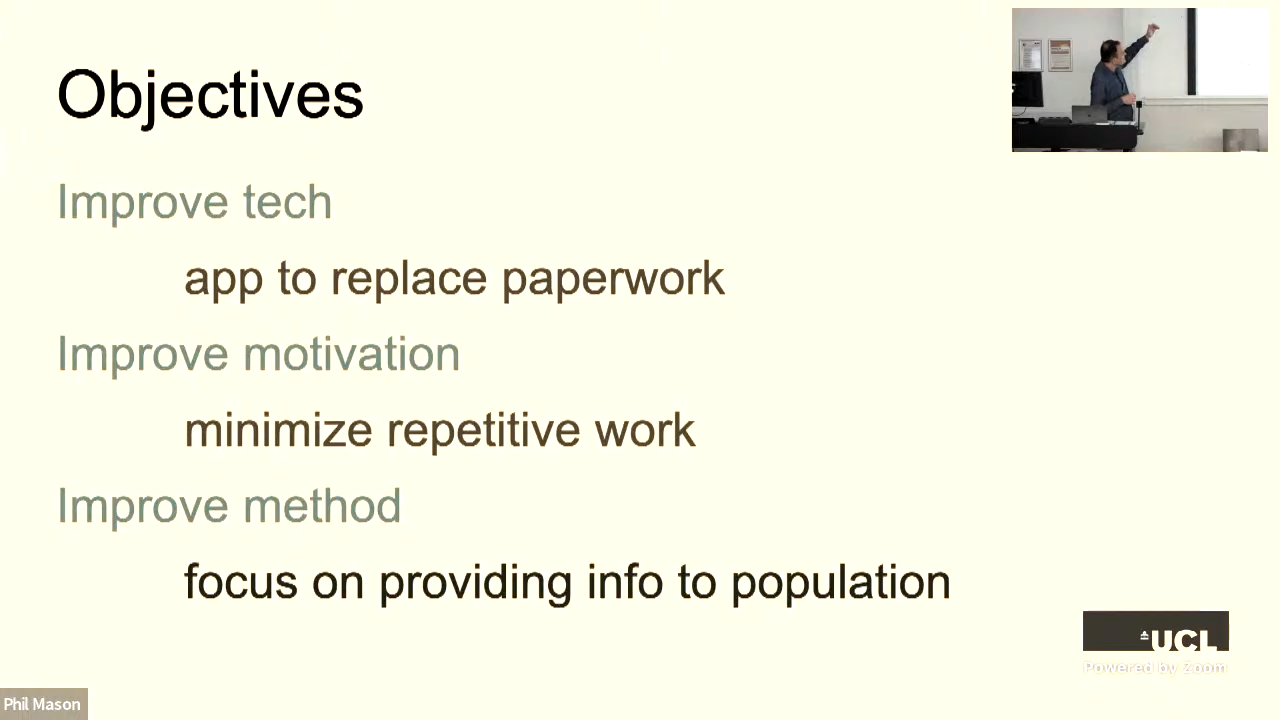 Objectives
Improve tech
app to replace paperwork
Improve motivation
minimize repetitive work
Improve method
focus on providing info to population
UCL
Powered by Zoom
Phil Mason